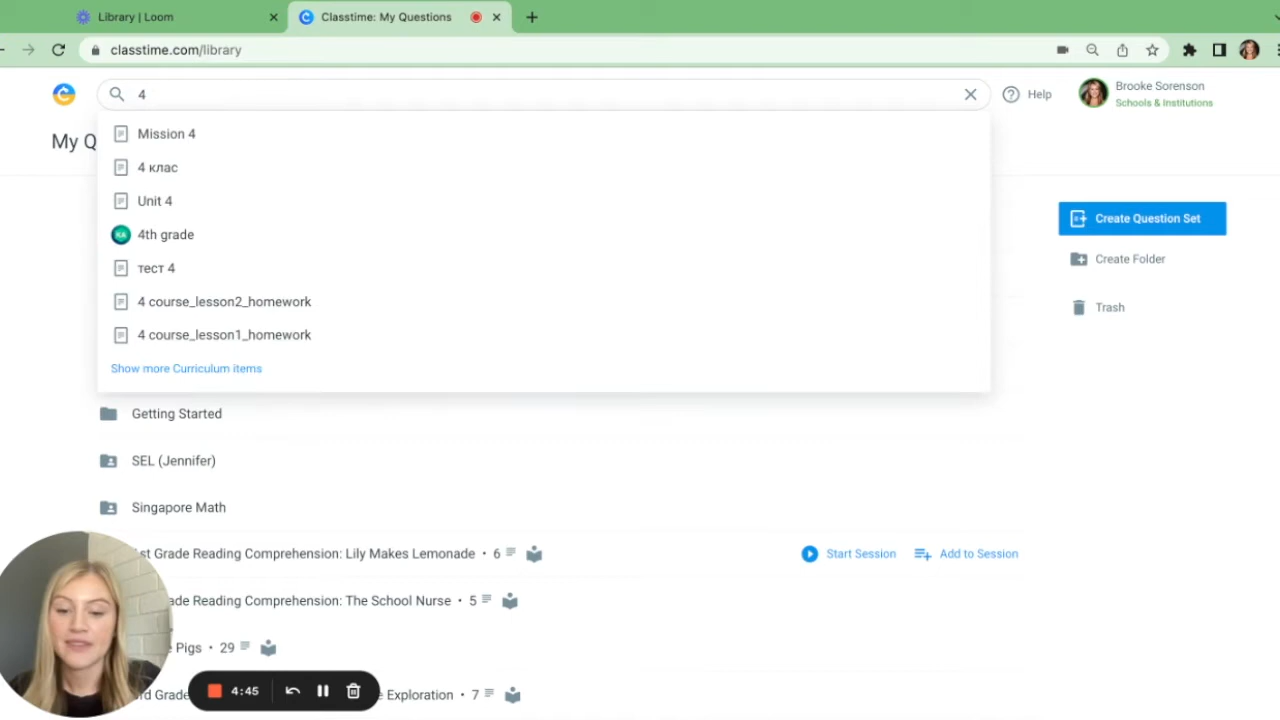 Library | Loom
Classtime: My Questions
classtime.com/library
4
Help
Brooke Sorenson
Schools & Institutions
My Q
Mission 4
4 клас
Unit 4
KA
4th grade
тест 4
4 course_lesson2_homework
4 course_lesson1_homework
Show more Curriculum items
Create Question Set
Create Folder
Trash
Getting Started
SEL (Jennifer)
Singapore Math
st Grade Reading Comprehension: Lily Makes Lemonade • 6
Start Session
Add to Session
ade Reading Comprehension: The School Nurse • 5
Pigs • 29
rd Grade
Exploration • 7
4:45